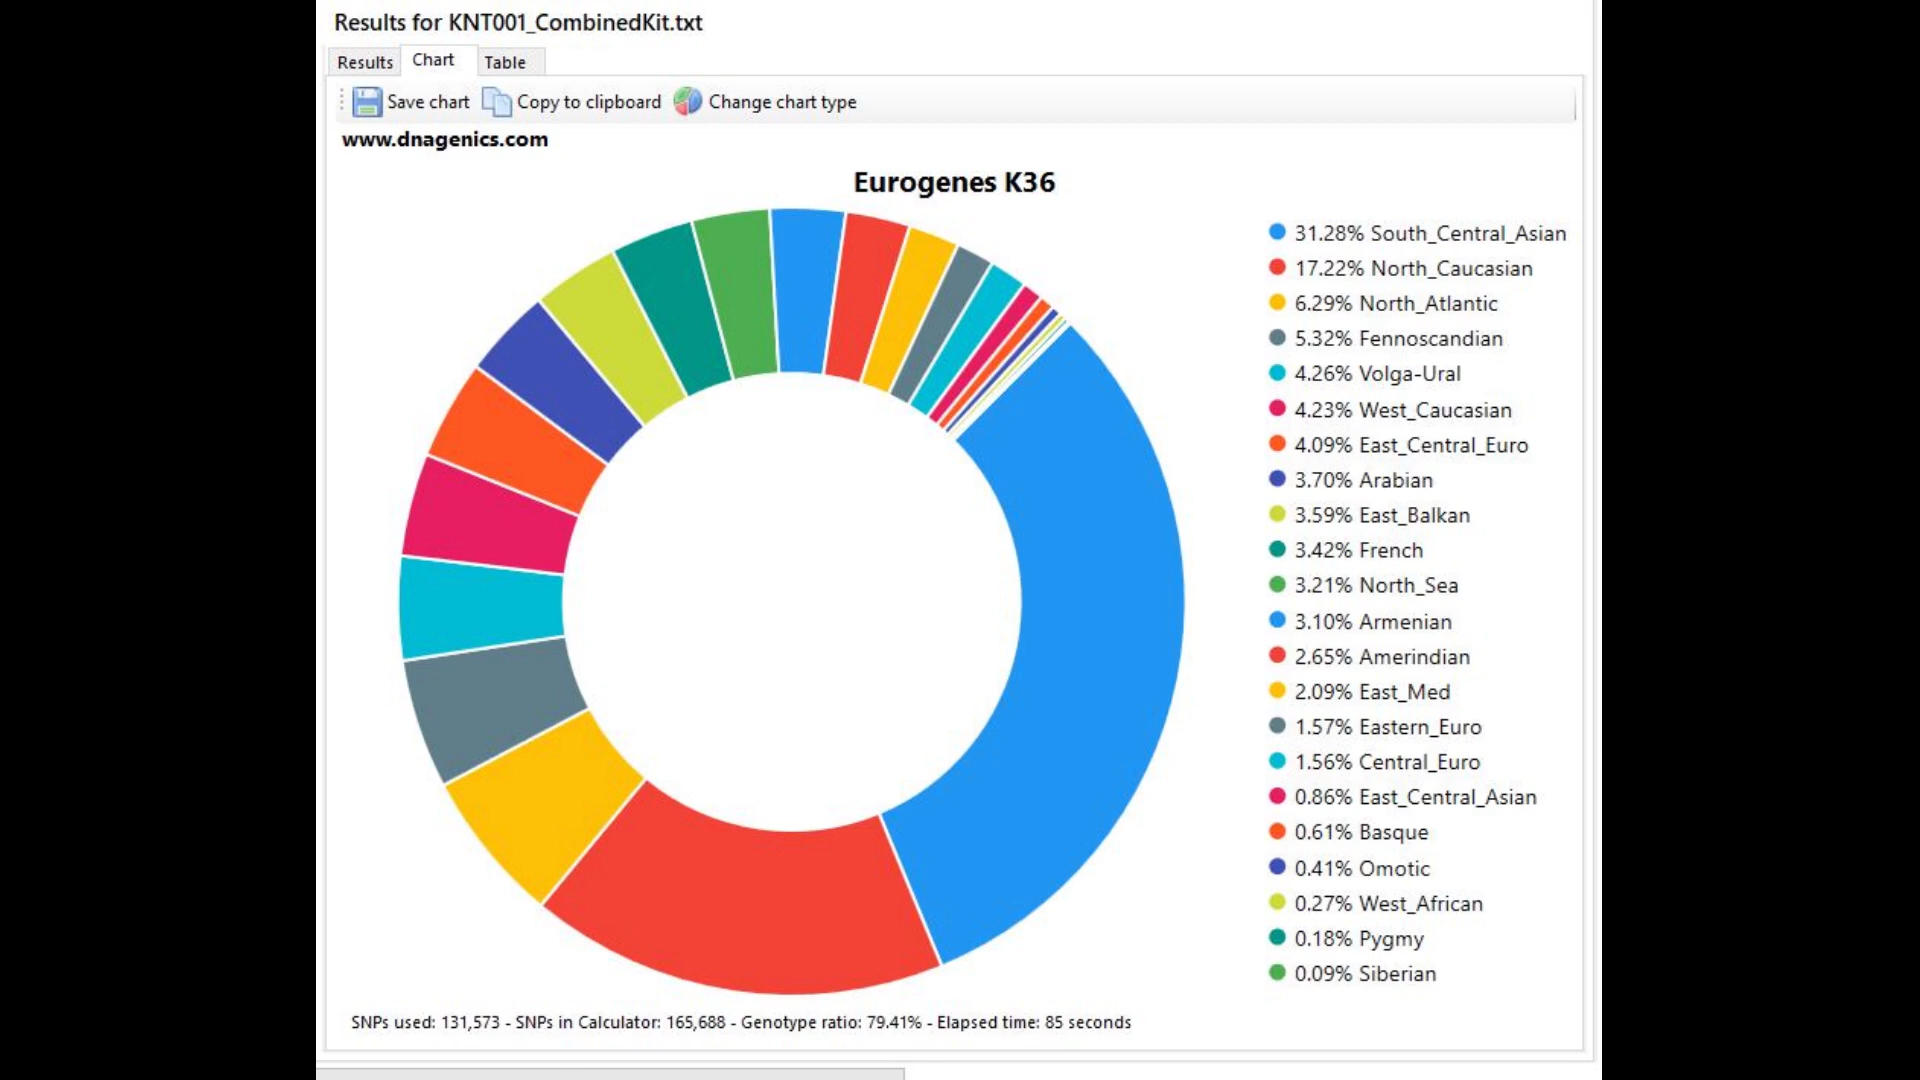 Results for KNT001_CombinedKit.txt
Results Chart Table
Save chart Copy to clipboard Change chart type
www.dnagenics.com
Eurogenes K36
31.28% South_Central_Asian
17.22% North_Caucasian
6.29% North_Atlantic
5.32% Fennoscandian
4.26% Volga-Ural
4.23% West_Caucasian
4.09% East_Central_Euro
3.70% Arabian
3.59% East_Balkan
3.42% French
3.21% North_Sea
3.10% Armenian
2.65% Amerindian
2.09% East_Med
1.57% Eastern_Euro
1.56% Central_Euro
0.86% East_Central_Asian
0.61% Basque
0.41% Omotic
0.27% West_African
0.18% Pygmy
0.09% Siberian
SNPs used: 131,573 - SNPs in Calculator: 165,688 - Genotype ratio: 79.41% - Elapsed time: 85 seconds